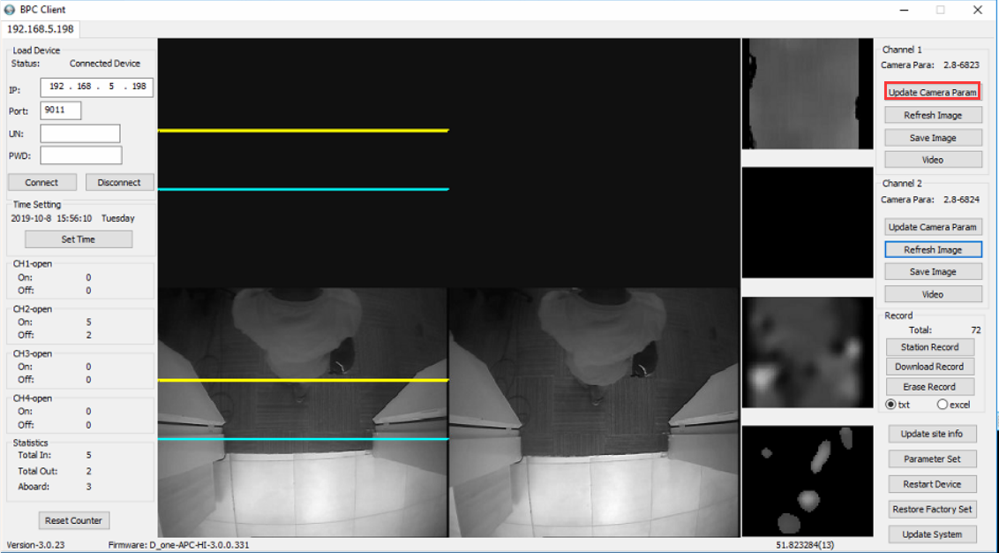 BPC Client
192.168.5.198
Load Device
Status: Connected Device
IP: 192 . 168 . 5 . 198
Port: 9011
UN:
PWD:
Connect Disconnect
Time Setting
2019-10-8 15:56:10 Tuesday
Set Time
CH1-open
On: 0
Off: 0
CH2-open
On: 5
Off: 2
CH3-open
On: 0
Off: 0
CH4-open
On: 0
Off: 0
Statistics
Total In: 5
Total Out: 2
Aboard: 3
Reset Counter
Channel 1
Camera Para: 2.8-6823
Update Camera Param
Refresh Image
Save Image
Video
Channel 2
Camera Para: 2.8-6824
Update Camera Param
Refresh Image
Save Image
Video
Record
Total: 72
Station Record
Download Record
Erase Record
txt excel
Update site info
Parameter Set
Restart Device
Restore Factory Set
Update System
Version-3.0.23 Firmware: D_one-APC-HI-3.0.0.331 51.823284(13)